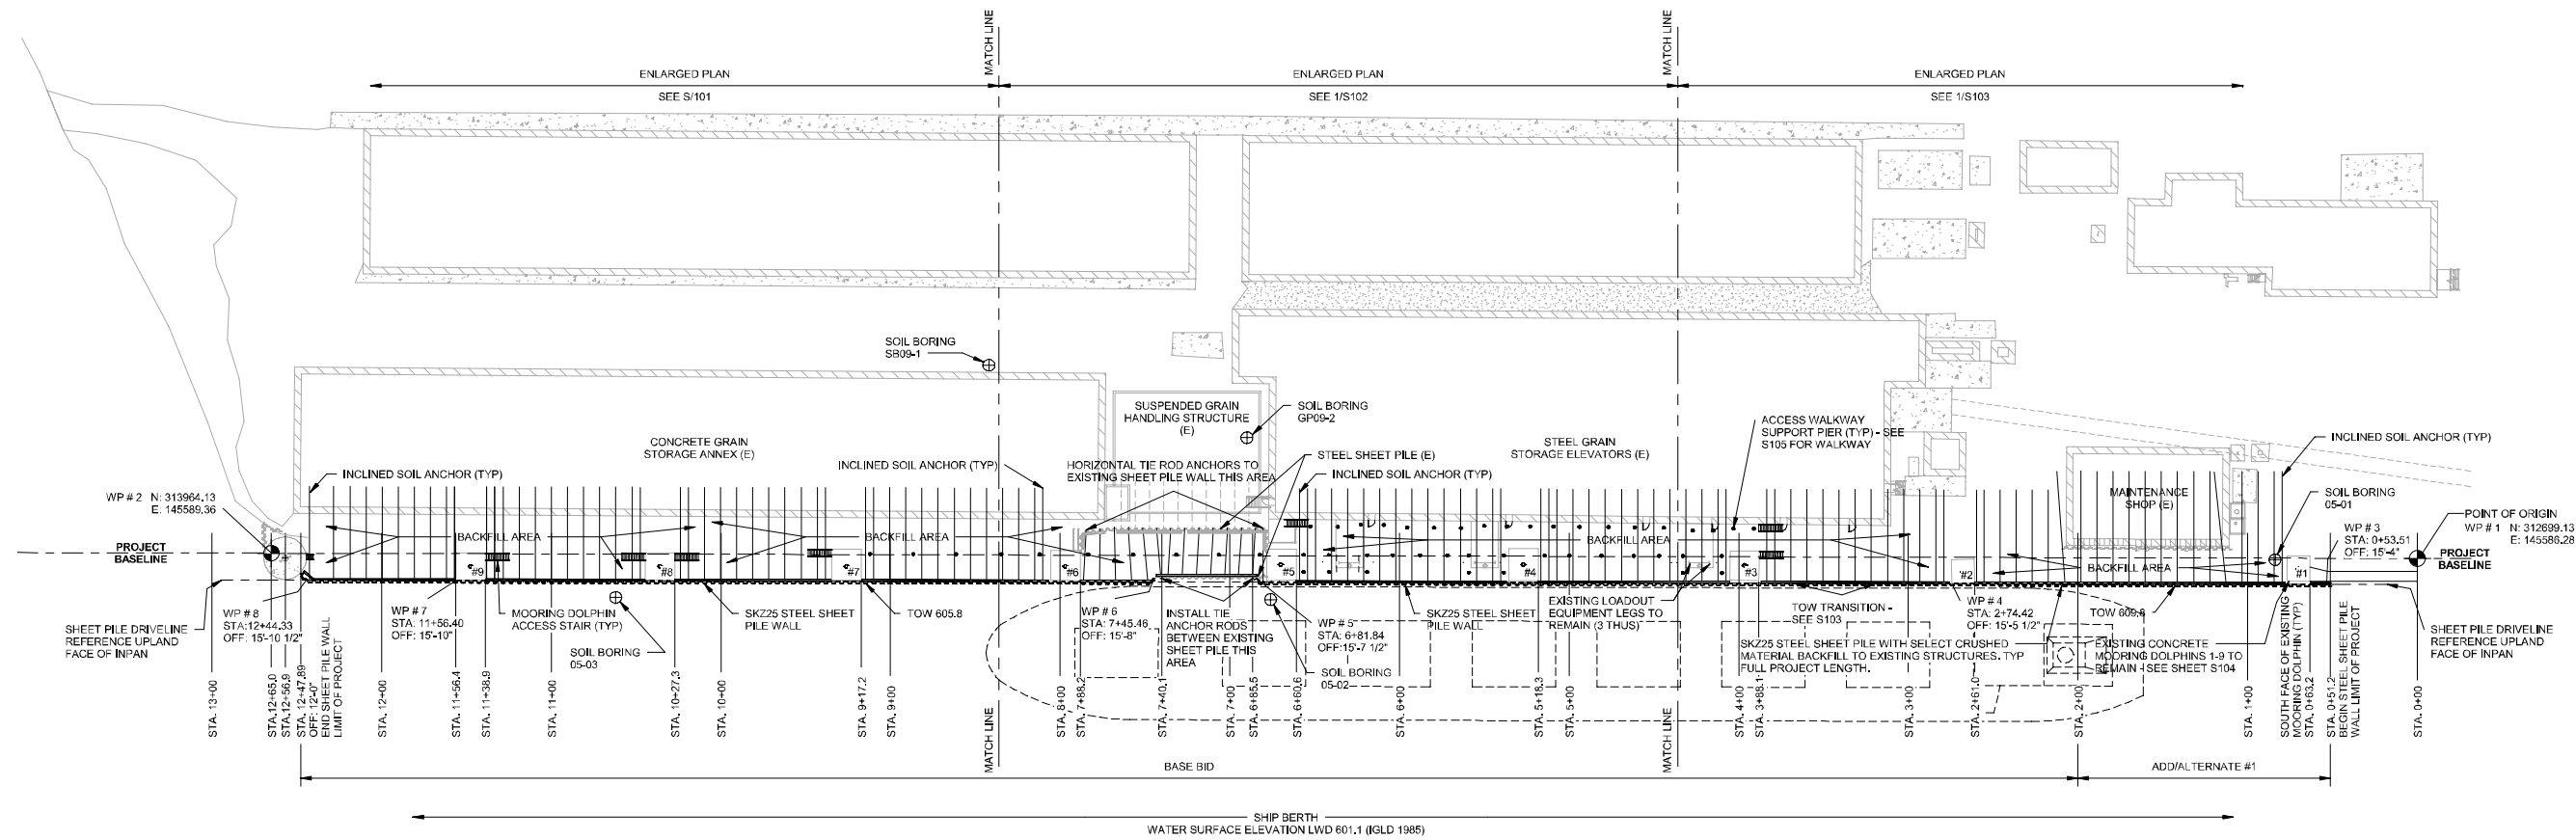 MATCH LINE
MATCH LINE
ENLARGED PLAN
SEE S/101
ENLARGED PLAN
SEE 1/S102
ENLARGED PLAN
SEE 1/S103
SOIL BORING
SB09-1
SUSPENDED GRAIN
HANDLING STRUCTURE
(E)
SOIL BORING
GP09-2
CONCRETE GRAIN
STORAGE ANNEX (E)
STEEL GRAIN
STORAGE ELEVATORS (E)
ACCESS WALKWAY
SUPPORT PIER (TYP) - SEE
S105 FOR WALKWAY
INCLINED SOIL ANCHOR (TYP)
INCLINED SOIL ANCHOR (TYP)
INCLINED SOIL ANCHOR (TYP)
HORIZONTAL TIE ROD ANCHORS TO
EXISTING SHEET PILE WALL THIS AREA
STEEL SHEET PILE (E)
INCLINED SOIL ANCHOR (TYP)
MAINTENANCE
SHOP (E)
SOIL BORING
05-01
WP # 2 N: 313964.13
E: 145589.36
POINT OF ORIGIN
WP # 1 N: 312699.13
E: 145586.28
WP # 3
STA: 0+53.51
OFF: 15'-4"
PROJECT
BASELINE
BACKFILL AREA
BACKFILL AREA
BACKFILL AREA
BACKFILL AREA
PROJECT
BASELINE
#9
#8
#7
#6
#5
#4
#3
#2
#1
SHEET PILE DRIVELINE
REFERENCE UPLAND
FACE OF INPAN
WP # 8
STA:12+44.33
OFF: 15'-10 1/2"
WP # 7
STA: 11+56.40
OFF: 15'-10"
MOORING DOLPHIN
ACCESS STAIR (TYP)
SOIL BORING
05-03
SKZ25 STEEL SHEET
PILE WALL
TOW 605.8
WP # 6
STA: 7+45.46
OFF: 15'-8"
INSTALL TIE
ANCHOR RODS
BETWEEN EXISTING
SHEET PILE THIS
AREA
WP # 5
STA: 6+81.84
OFF:15'-7 1/2"
SOIL BORING
05-02
SKZ25 STEEL SHEET
PILE WALL
EXISTING LOADOUT
EQUIPMENT LEGS TO
REMAIN (3 THUS)
TOW TRANSITION -
SEE S103
WP # 4
STA: 2+74.42
OFF: 15'-5 1/2"
SKZ25 STEEL SHEET PILE WITH SELECT CRUSHED
MATERIAL BACKFILL TO EXISTING STRUCTURES. TYP
FULL PROJECT LENGTH.
EXISTING CONCRETE
MOORING DOLPHINS 1-9 TO
REMAIN - SEE SHEET S104
SHEET PILE DRIVELINE
REFERENCE UPLAND
FACE OF INPAN
STA. 13+00
STA.12+65.0
STA.12+56.9
STA. 12+47.89
OFF: 12'-0"
END SHEET PILE WALL
LIMIT OF PROJECT
STA. 12+00
STA. 11+56.4
STA. 11+38.9
STA. 11+00
STA. 10+27.3
STA. 10+00
STA. 9+17.2
STA. 9+00
STA. 8+00
STA. 7+88.2
STA. 7+40.1
STA. 7+00
STA. 6+85.5
STA. 6+60.6
STA. 6+00
STA. 5+18.3
STA. 5+00
STA. 4+00
STA. 3+88.1
STA. 3+00
STA. 2+61.0
STA. 2+00
STA. 1+00
SOUTH FACE OF EXISTING
MOORING DOLPHIN (TYP)
STA. 0+63.2
STA. 0+51.2
BEGIN STEEL SHEET PILE
WALL LIMIT OF PROJECT
STA. 0+00
MATCH LINE
MATCH LINE
BASE BID
ADD/ALTERNATE #1
SHIP BERTH
WATER SURFACE ELEVATION LWD 601.1 (IGLD 1985)